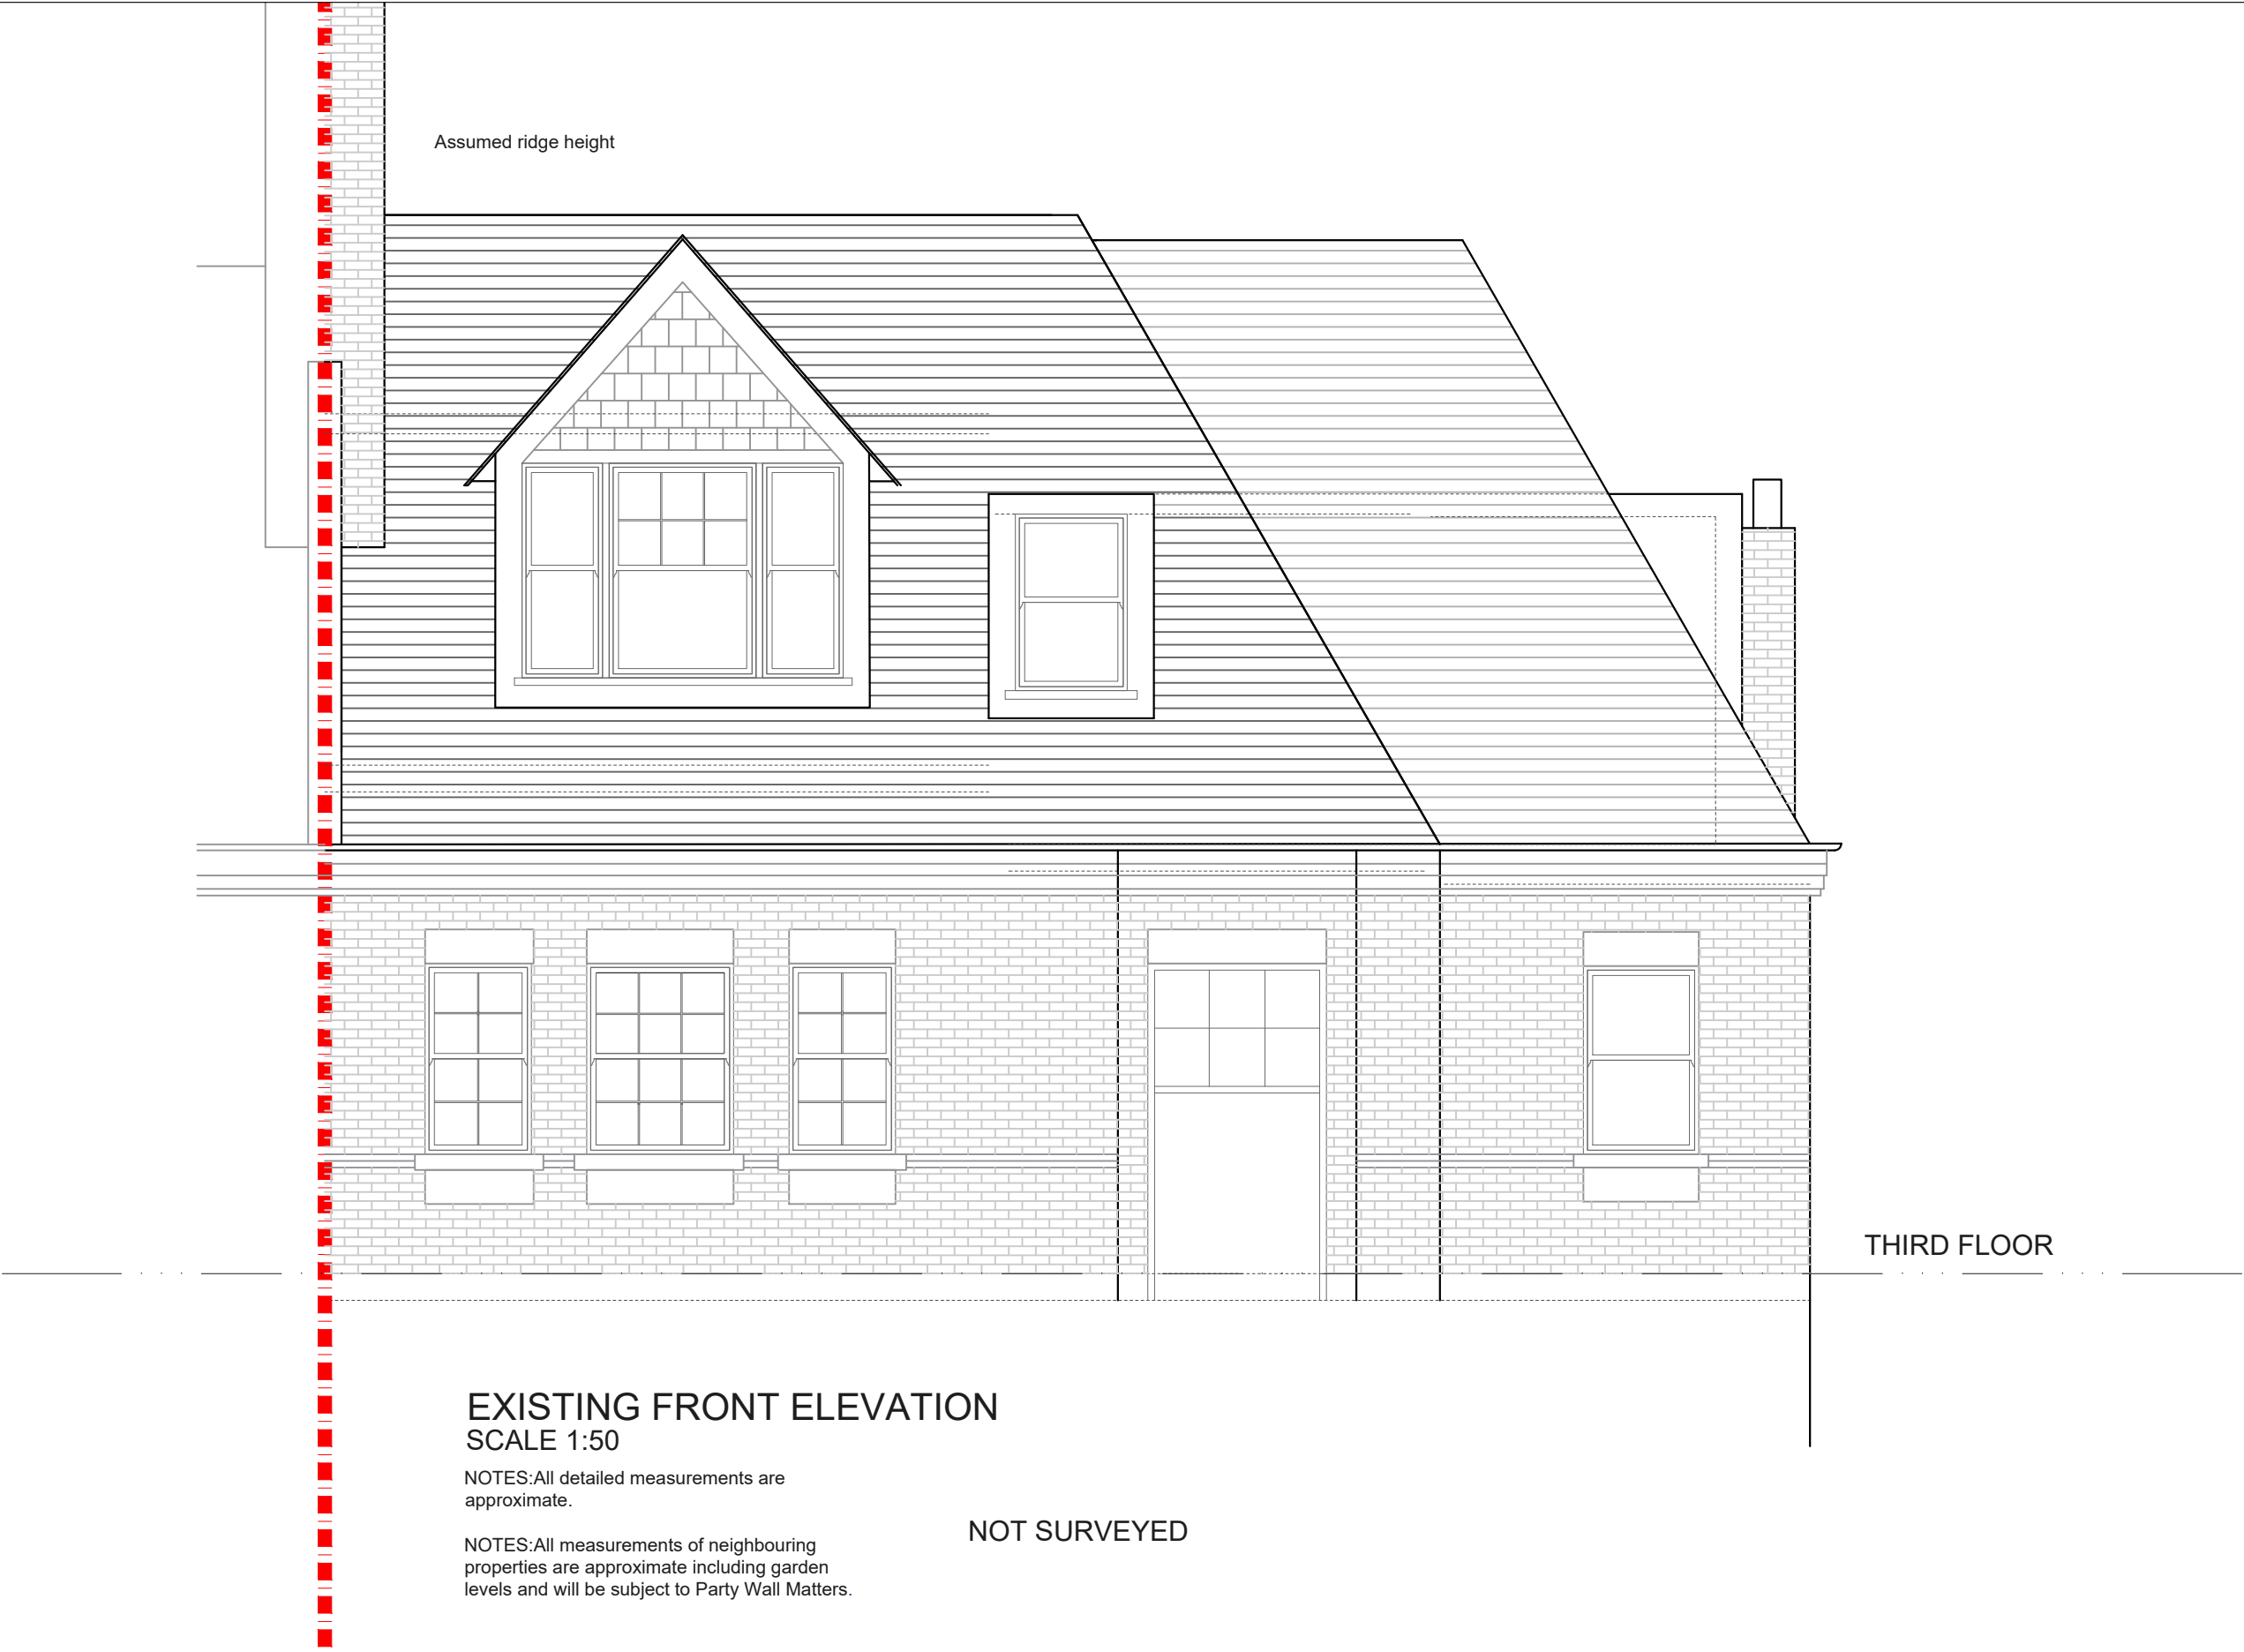 Assumed ridge height
THIRD FLOOR
EXISTING FRONT ELEVATION
SCALE 1:50
NOTES:All detailed measurements are
approximate.
NOTES:All measurements of neighbouring
properties are approximate including garden
levels and will be subject to Party Wall Matters.
NOT SURVEYED